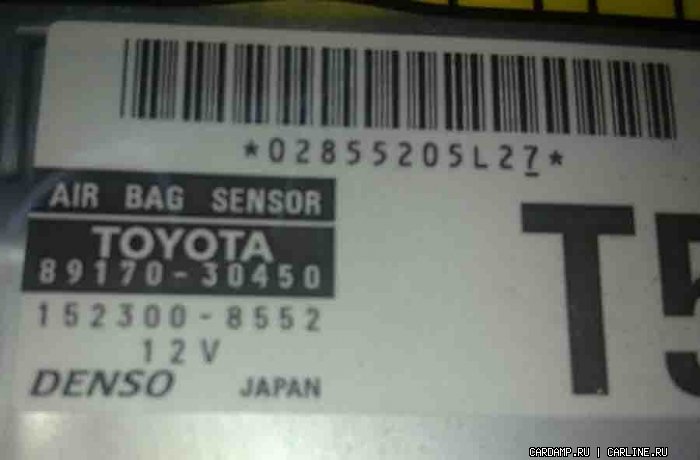 *02855205L27*
AIR BAG SENSOR
TOYOTA
89170-30450
152300-8552
12V
DENSO JAPAN
T5
CARDAMP.RU | CARLINE.RU